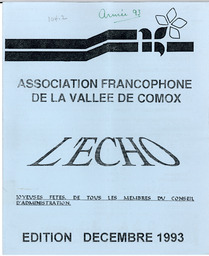 Année 93
ASSOCIATION FRANCOPHONE
DE LA VALLEE DE COMOX
L'ECHO
JOYEUSES FETES, DE TOUS LES MEMBRES DU CONSEIL
D'ADMINISTRATION.
EDITION DECEMBRE 1993